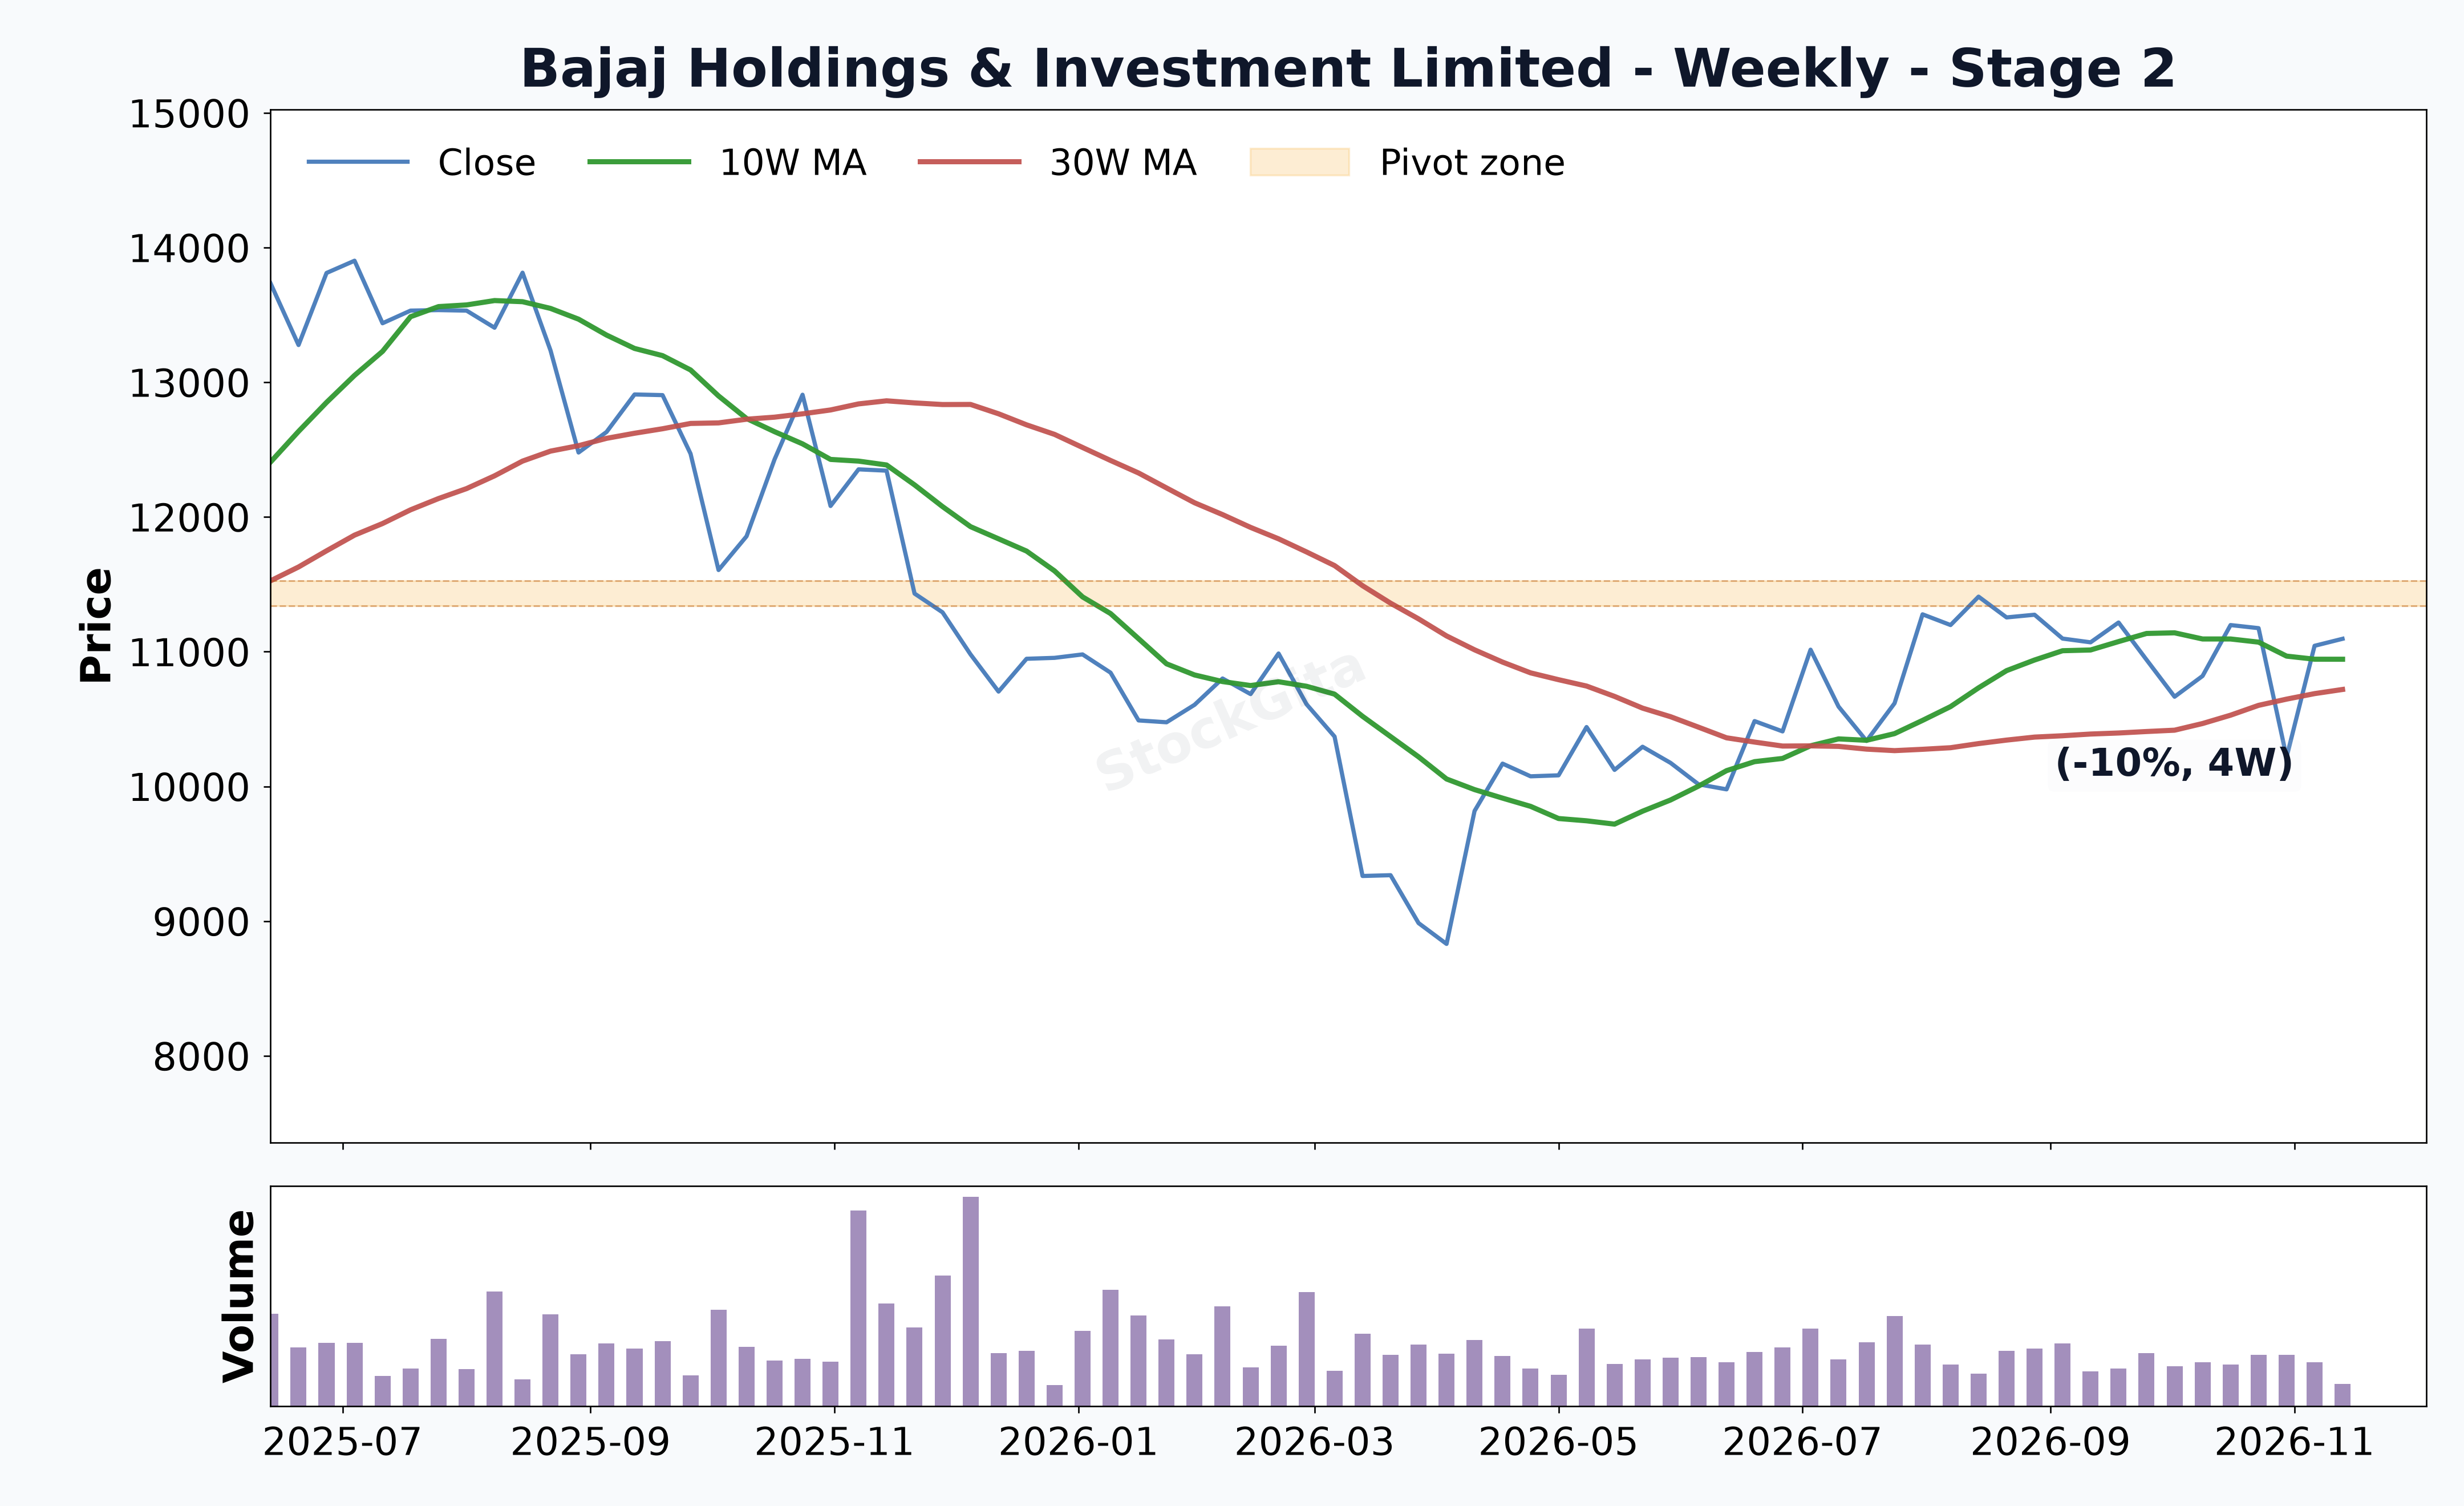 Bajaj Holdings & Investment Limited - Weekly - Stage 2
Close 10W MA 30W MA Pivot zone
Price
15000
14000
13000
12000
11000
10000
9000
8000
StockGita
(-10%, 4W)
Volume
2025-07 2025-09 2025-11 2026-01 2026-03 2026-05 2026-07 2026-09 2026-11